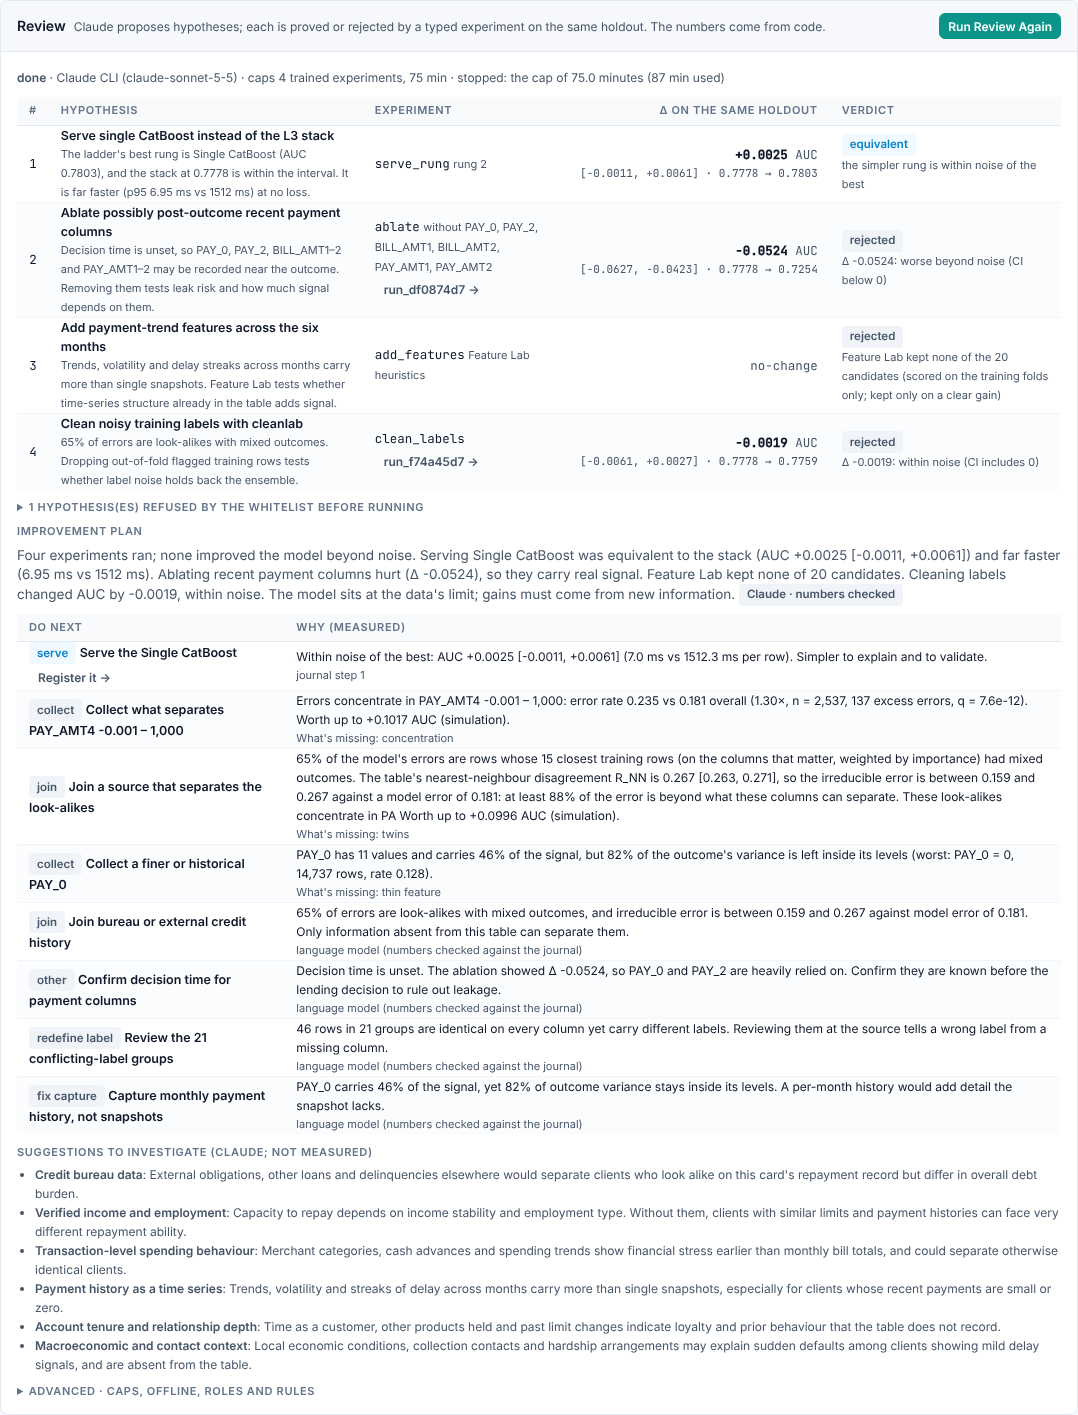 Review Claude proposes hypotheses; each is proved or rejected by a typed experiment on the same holdout. The numbers come from code. Run Review Again
done · Claude CLI (claude-sonnet-5-5) · caps 4 trained experiments, 75 min · stopped: the cap of 75.0 minutes (87 min used)
# HYPOTHESIS EXPERIMENT Δ ON THE SAME HOLDOUT VERDICT
1
Serve single CatBoost instead of the L3 stack
The ladder's best rung is Single CatBoost (AUC
0.7803), and the stack at 0.7778 is within the interval. It
is far faster (p95 6.95 ms vs 1512 ms) at no loss.
serve_rung rung 2
+0.0025 AUC
[-0.0011, +0.0061] · 0.7778 → 0.7803
equivalent
the simpler rung is within noise of the
best
2
Ablate possibly post-outcome recent payment
columns
Decision time is unset, so PAY_0, PAY_2, BILL_AMT1–2
and PAY_AMT1–2 may be recorded near the outcome.
Removing them tests leak risk and how much signal
depends on them.
ablate without PAY_0, PAY_2,
BILL_AMT1, BILL_AMT2,
PAY_AMT1, PAY_AMT2
run_df0874d7 →
-0.0524 AUC
[-0.0627, -0.0423] · 0.7778 → 0.7254
rejected
Δ -0.0524: worse beyond noise (CI
below 0)
3
Add payment-trend features across the six
months
Trends, volatility and delay streaks across months carry
more than single snapshots. Feature Lab tests whether
time-series structure already in the table adds signal.
add_features Feature Lab
heuristics
no-change
rejected
Feature Lab kept none of the 20
candidates (scored on the training folds
only; kept only on a clear gain)
4
Clean noisy training labels with cleanlab
65% of errors are look-alikes with mixed outcomes.
Dropping out-of-fold flagged training rows tests
whether label noise holds back the ensemble.
clean_labels
run_f74a45d7 →
-0.0019 AUC
[-0.0061, +0.0027] · 0.7778 → 0.7759
rejected
Δ -0.0019: within noise (CI includes 0)
▶ 1 HYPOTHESIS(ES) REFUSED BY THE WHITELIST BEFORE RUNNING
IMPROVEMENT PLAN
Four experiments ran; none improved the model beyond noise. Serving Single CatBoost was equivalent to the stack (AUC +0.0025 [-0.0011, +0.0061]) and far faster
(6.95 ms vs 1512 ms). Ablating recent payment columns hurt (Δ -0.0524), so they carry real signal. Feature Lab kept none of 20 candidates. Cleaning labels
changed AUC by -0.0019, within noise. The model sits at the data's limit; gains must come from new information. Claude · numbers checked
DO NEXT WHY (MEASURED)
serve Serve the Single CatBoost
Register it →
Within noise of the best: AUC +0.0025 [-0.0011, +0.0061] (7.0 ms vs 1512.3 ms per row). Simpler to explain and to validate.
journal step 1
collect Collect what separates
PAY_AMT4 -0.001 – 1,000
Errors concentrate in PAY_AMT4 -0.001 – 1,000: error rate 0.235 vs 0.181 overall (1.30×, n = 2,537, 137 excess errors, q = 7.6e-12).
Worth up to +0.1017 AUC (simulation).
What's missing: concentration
join Join a source that separates the
look-alikes
65% of the model's errors are rows whose 15 closest training rows (on the columns that matter, weighted by importance) had mixed
outcomes. The table's nearest-neighbour disagreement R_NN is 0.267 [0.263, 0.271], so the irreducible error is between 0.159 and
0.267 against a model error of 0.181: at least 88% of the error is beyond what these columns can separate. These look-alikes
concentrate in PA Worth up to +0.0996 AUC (simulation).
What's missing: twins
collect Collect a finer or historical
PAY_0
PAY_0 has 11 values and carries 46% of the signal, but 82% of the outcome's variance is left inside its levels (worst: PAY_0 = 0,
14,737 rows, rate 0.128).
What's missing: thin feature
join Join bureau or external credit
history
65% of errors are look-alikes with mixed outcomes, and irreducible error is between 0.159 and 0.267 against model error of 0.181.
Only information absent from this table can separate them.
language model (numbers checked against the journal)
other Confirm decision time for
payment columns
Decision time is unset. The ablation showed Δ -0.0524, so PAY_0 and PAY_2 are heavily relied on. Confirm they are known before the
lending decision to rule out leakage.
language model (numbers checked against the journal)
redefine label Review the 21
conflicting-label groups
46 rows in 21 groups are identical on every column yet carry different labels. Reviewing them at the source tells a wrong label from a
missing column.
language model (numbers checked against the journal)
fix capture Capture monthly payment
history, not snapshots
PAY_0 carries 46% of the signal, yet 82% of outcome variance stays inside its levels. A per-month history would add detail the
snapshot lacks.
language model (numbers checked against the journal)
SUGGESTIONS TO INVESTIGATE (CLAUDE; NOT MEASURED)
• Credit bureau data: External obligations, other loans and delinquencies elsewhere would separate clients who look alike on this card's repayment record but differ in overall debt
burden.
• Verified income and employment: Capacity to repay depends on income stability and employment type. Without them, clients with similar limits and payment histories can face very
different repayment ability.
• Transaction-level spending behaviour: Merchant categories, cash advances and spending trends show financial stress earlier than monthly bill totals, and could separate otherwise
identical clients.
• Payment history as a time series: Trends, volatility and streaks of delay across months carry more than single snapshots, especially for clients whose recent payments are small or
zero.
• Account tenure and relationship depth: Time as a customer, other products held and past limit changes indicate loyalty and prior behaviour that the table does not record.
• Macroeconomic and contact context: Local economic conditions, collection contacts and hardship arrangements may explain sudden defaults among clients showing mild delay
signals, and are absent from the table.
▶ ADVANCED · CAPS, OFFLINE, ROLES AND RULES